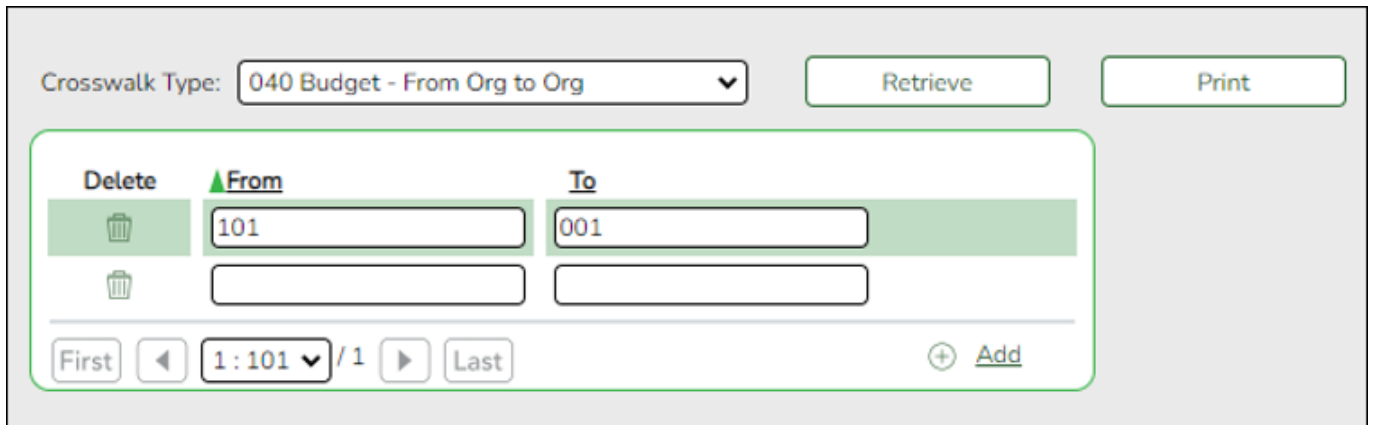 Crosswalk Type: 040 Budget - From Org to Org Retrieve Print
Delete From To
101 001
First 1 : 101 / 1 Last Add